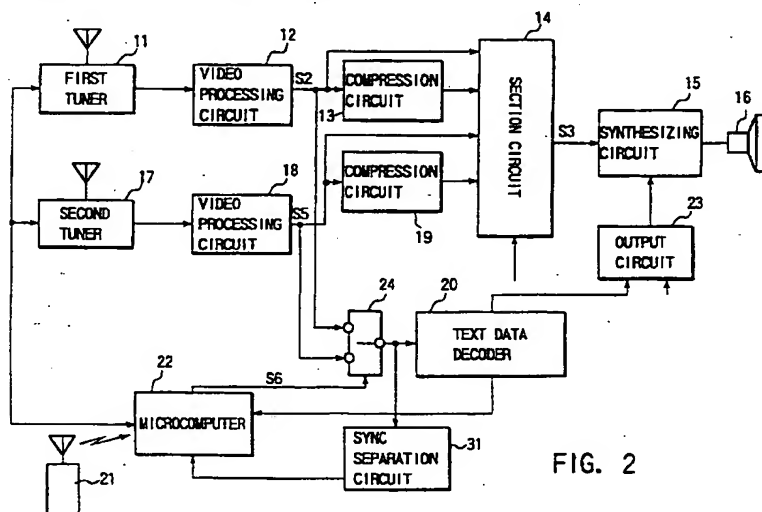 11
FIRST
TUNER
12
VIDEO
PROCESSING
CIRCUIT
S2
COMPRESSION
CIRCUIT
13
14
SECTION CIRCUIT
S3
15
SYNTHESIZING
CIRCUIT
16
17
SECOND
TUNER
18
VIDEO
PROCESSING
CIRCUIT
S5
COMPRESSION
CIRCUIT
19
23
OUTPUT
CIRCUIT
24
20
TEXT DATA
DECODER
22
S6
MICROCOMPUTER
SYNC
SEPARATION
CIRCUIT
31
21
FIG. 2